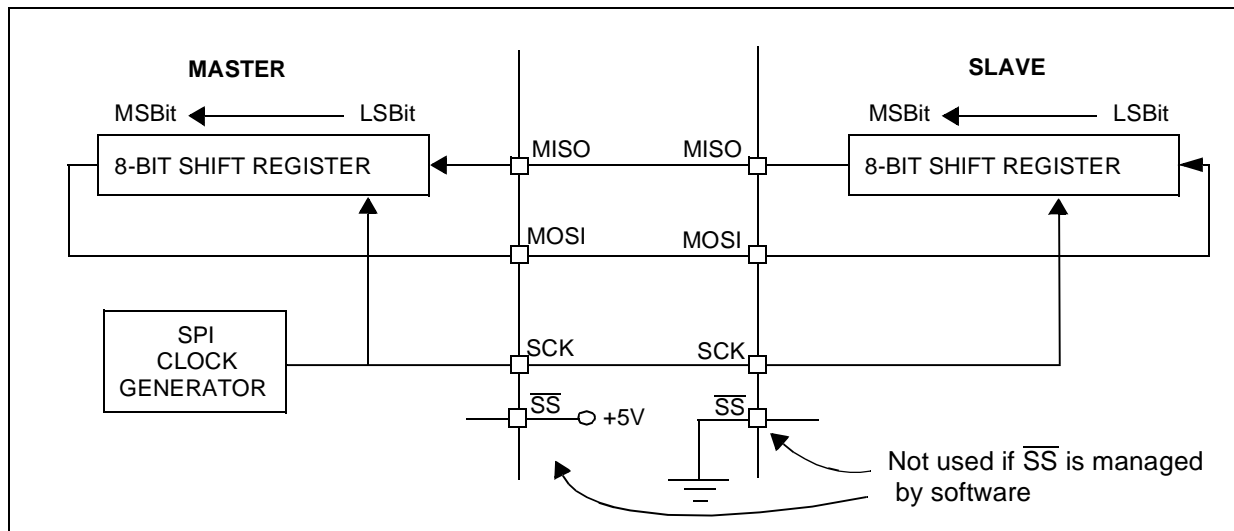 MASTER
SLAVE
MSBit
LSBit
MSBit
LSBit
8-BIT SHIFT REGISTER
MISO
MISO
8-BIT SHIFT REGISTER
MOSI
MOSI
SPI
CLOCK
GENERATOR
SCK
SCK
SS
+5V
SS
Not used if SS is managed
by software